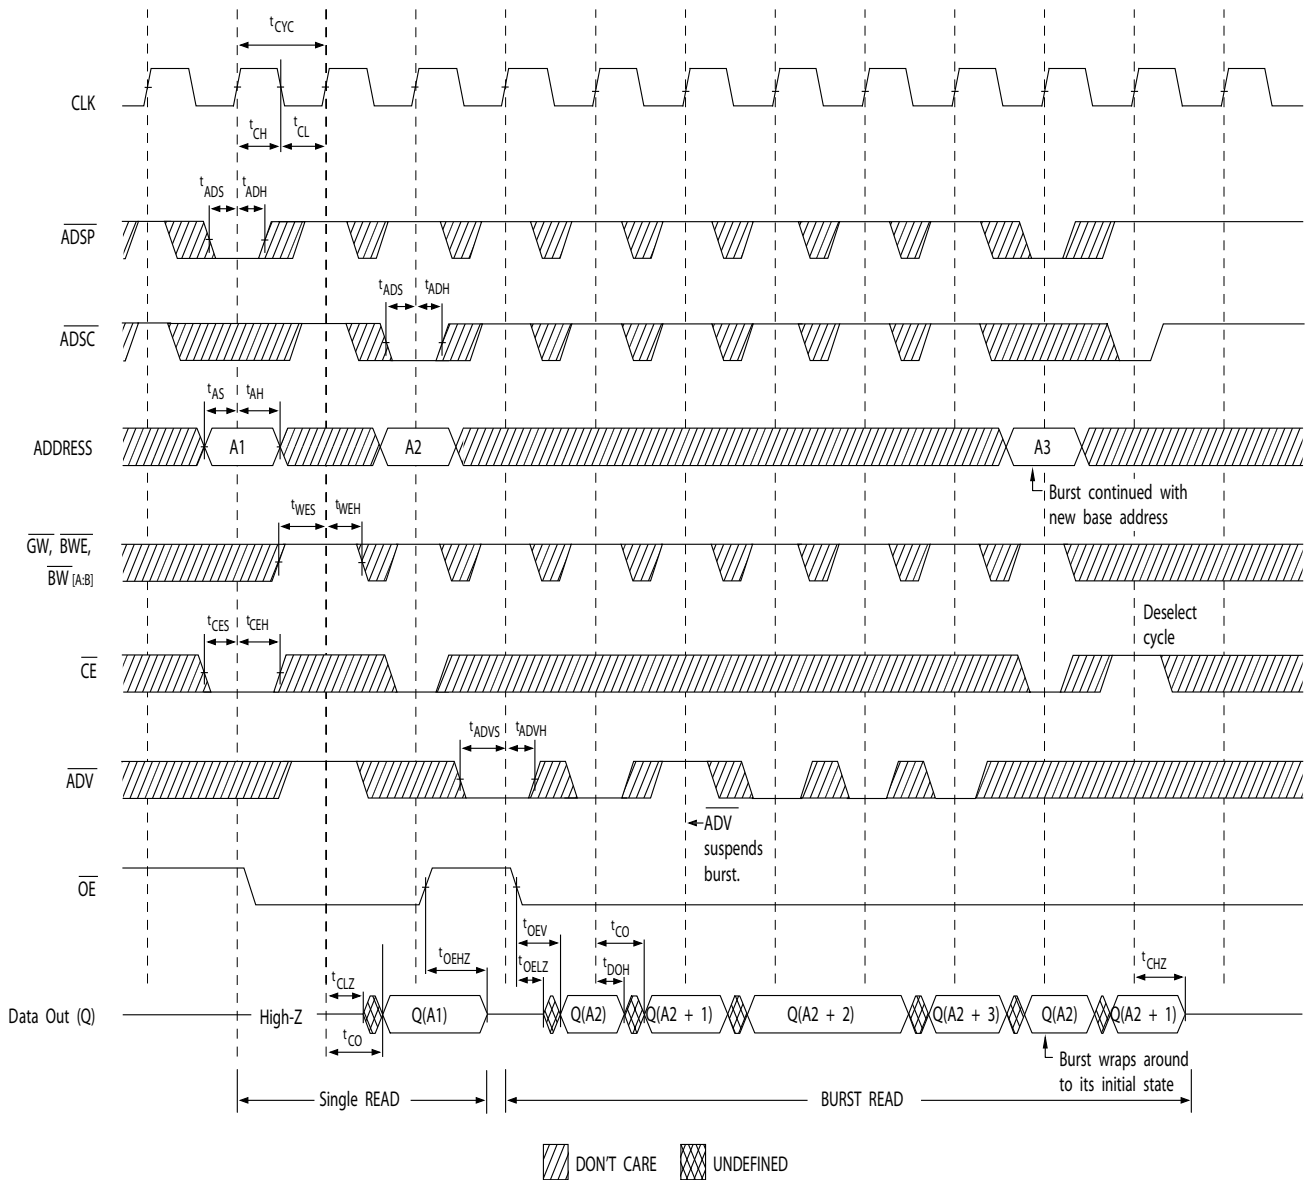 tCYC
CLK
tCH
tCL
tADS
tADH
ADSP
tADS
tADH
ADSC
tAS
tAH
ADDRESS
A1
A2
A3
Burst continued with
new base address
tWES
tWEH
GW, BWE,
BW [A:B]
Deselect
cycle
tCES
tCEH
CE
tADVS
tADVH
ADV
ADV
suspends
burst.
OE
tOEHZ
tOEV
tOELZ
tCO
tDOH
tCHZ
tCLZ
Data Out (Q)
High-Z
Q(A1)
Q(A2)
Q(A2 + 1)
Q(A2 + 2)
Q(A2 + 3)
Q(A2)
Q(A2 + 1)
tCO
Burst wraps around
to its initial state
Single READ
BURST READ
DON'T CARE
UNDEFINED